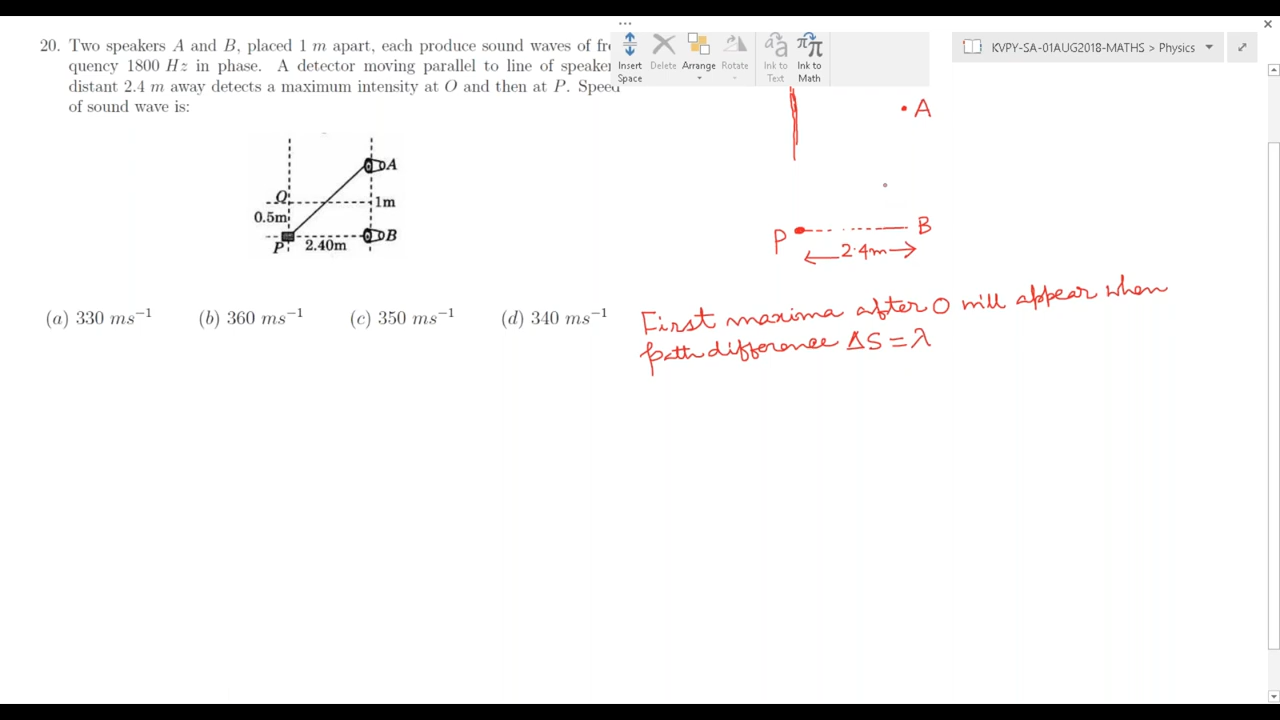 20. Two speakers A and B, placed 1 m apart, each produce sound waves of fre
quency 1800 Hz in phase. A detector moving parallel to line of speaker
distant 2.4 m away detects a maximum intensity at O and then at P. Speed
of sound wave is:
A
O
1m
0.5m
B
P
2.40m
(a) 330 ms⁻¹ (b) 360 ms⁻¹ (c) 350 ms⁻¹ (d) 340 ms⁻¹
Insert Space
Delete
Arrange
Rotate
Ink to Text
Ink to Math
KVPY-SA-01AUG2018-MATHS > Physics
A
P
B
2.4m
First maxima after O will appear when
path difference ΔS = λ